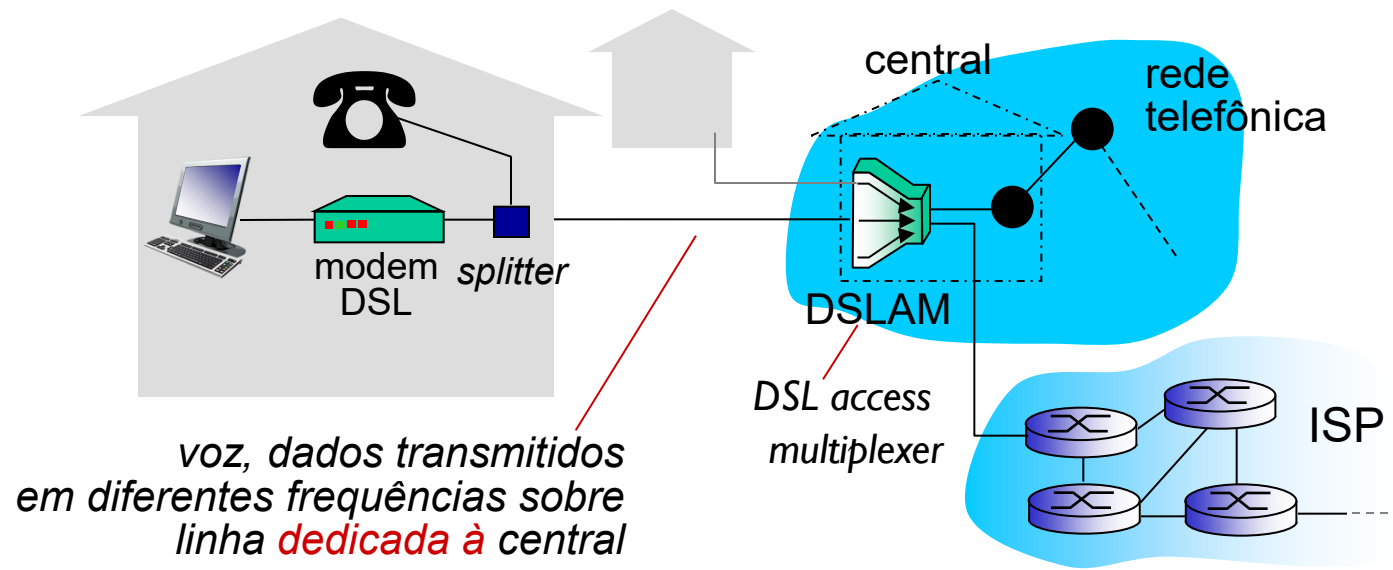 central
rede
telefônica
modem
DSL
splitter
DSLAM
DSL access
multiplexer
ISP
voz, dados transmitidos
em diferentes frequências sobre
linha dedicada à central